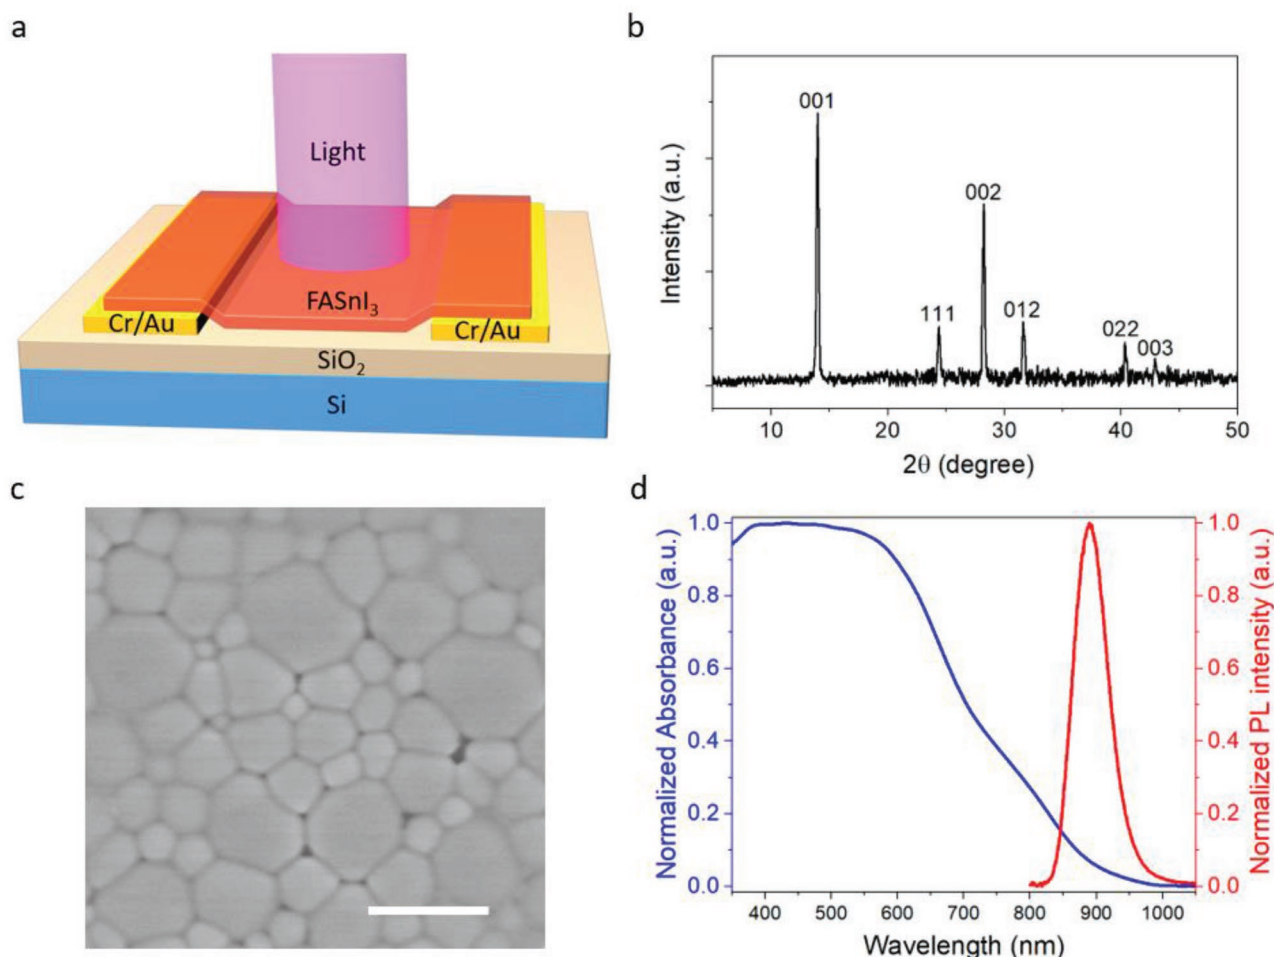 a
Light
FASnI₃
Cr/Au
Cr/Au
SiO₂
Si
b
Intensity (a.u.)
001
002
111
012
022
003
10 20 30 40 50
2θ (degree)
c
d
Normalized Absorbance (a.u.)
1.0
0.8
0.6
0.4
0.2
0.0
400 500 600 700 800 900 1000
Wavelength (nm)
1.0
0.8
0.6
0.4
0.2
0.0
Normalized PL intensity (a.u.)